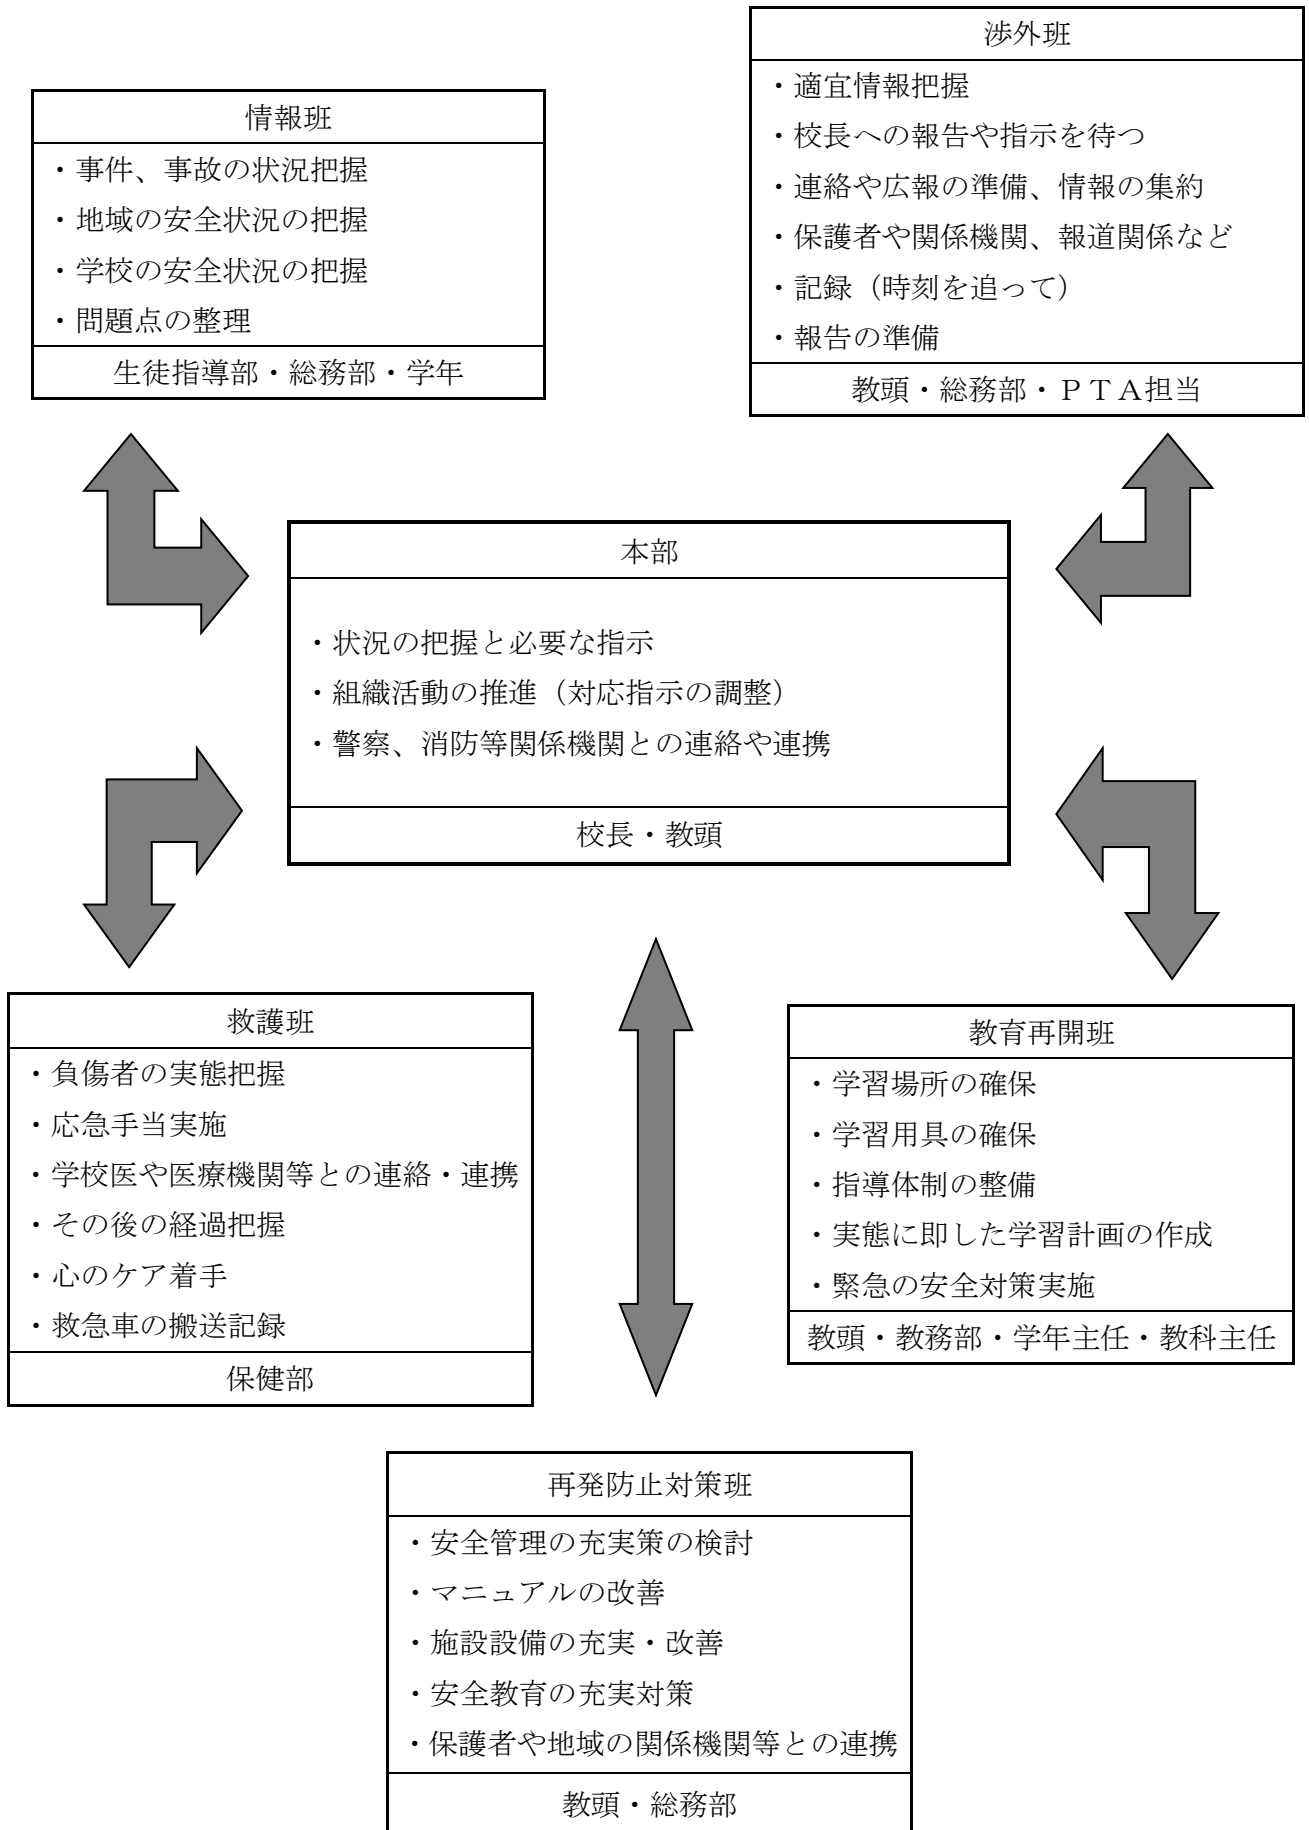 渉外班
・適宜情報把握
・校長への報告や指示を待つ
・連絡や広報の準備、情報の集約
・保護者や関係機関、報道関係など
・記録（時刻を追って）
・報告の準備
教頭・総務部・ＰＴＡ担当
情報班
・事件、事故の状況把握
・地域の安全状況の把握
・学校の安全状況の把握
・問題点の整理
生徒指導部・総務部・学年
本部
・状況の把握と必要な指示
・組織活動の推進（対応指示の調整）
・警察、消防等関係機関との連絡や連携
校長・教頭
救護班
・負傷者の実態把握
・応急手当実施
・学校医や医療機関等との連絡・連携
・その後の経過把握
・心のケア着手
・救急車の搬送記録
保健部
教育再開班
・学習場所の確保
・学習用具の確保
・指導体制の整備
・実態に即した学習計画の作成
・緊急の安全対策実施
教頭・教務部・学年主任・教科主任
再発防止対策班
・安全管理の充実策の検討
・マニュアルの改善
・施設設備の充実・改善
・安全教育の充実対策
・保護者や地域の関係機関等との連携
教頭・総務部